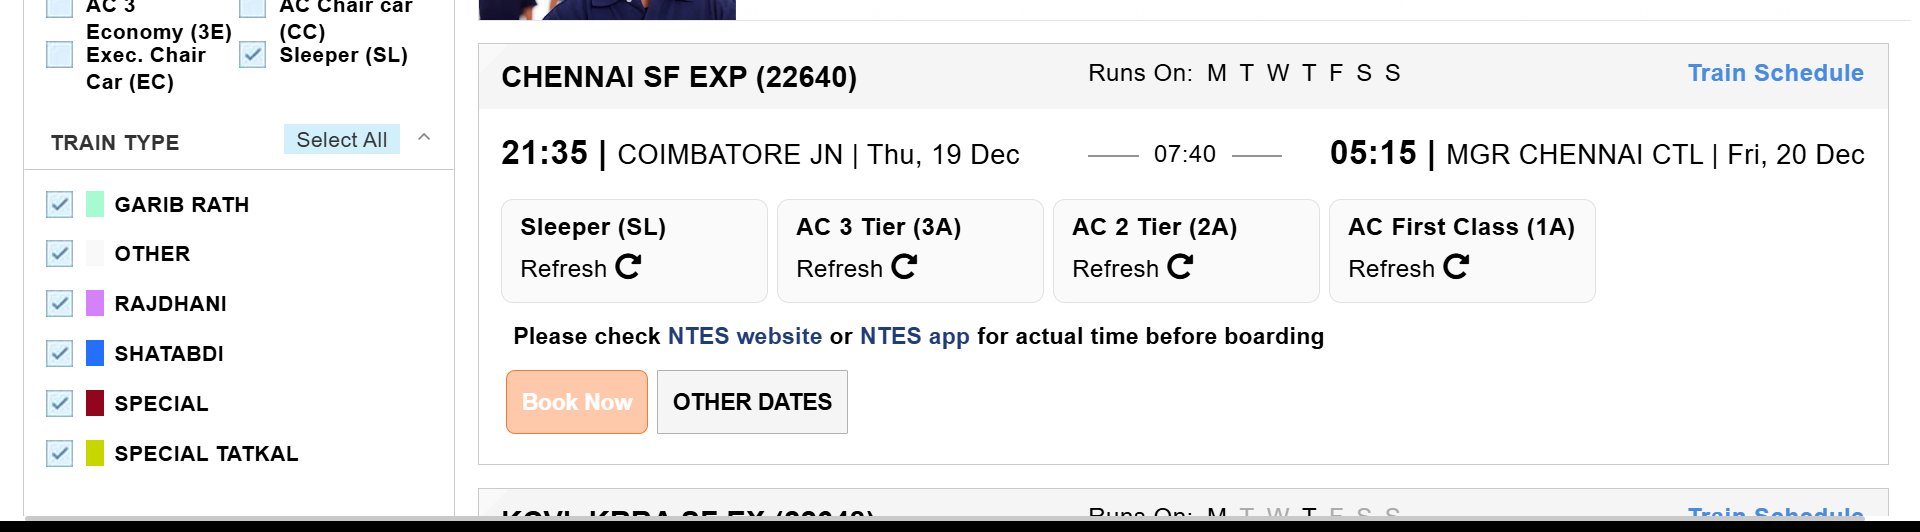 AC 3
Economy (3E)
AC Chair car
(CC)
Exec. Chair
Car (EC)
Sleeper (SL)
TRAIN TYPE
Select All
GARIB RATH
OTHER
RAJDHANI
SHATABDI
SPECIAL
SPECIAL TATKAL
CHENNAI SF EXP (22640)
Runs On: M T W T F S S
Train Schedule
21:35 | COIMBATORE JN | Thu, 19 Dec
07:40
05:15 | MGR CHENNAI CTL | Fri, 20 Dec
Sleeper (SL)
Refresh
AC 3 Tier (3A)
Refresh
AC 2 Tier (2A)
Refresh
AC First Class (1A)
Refresh
Please check NTES website or NTES app for actual time before boarding
Book Now
OTHER DATES
Runs On: M T W T F S S
Train Schedule